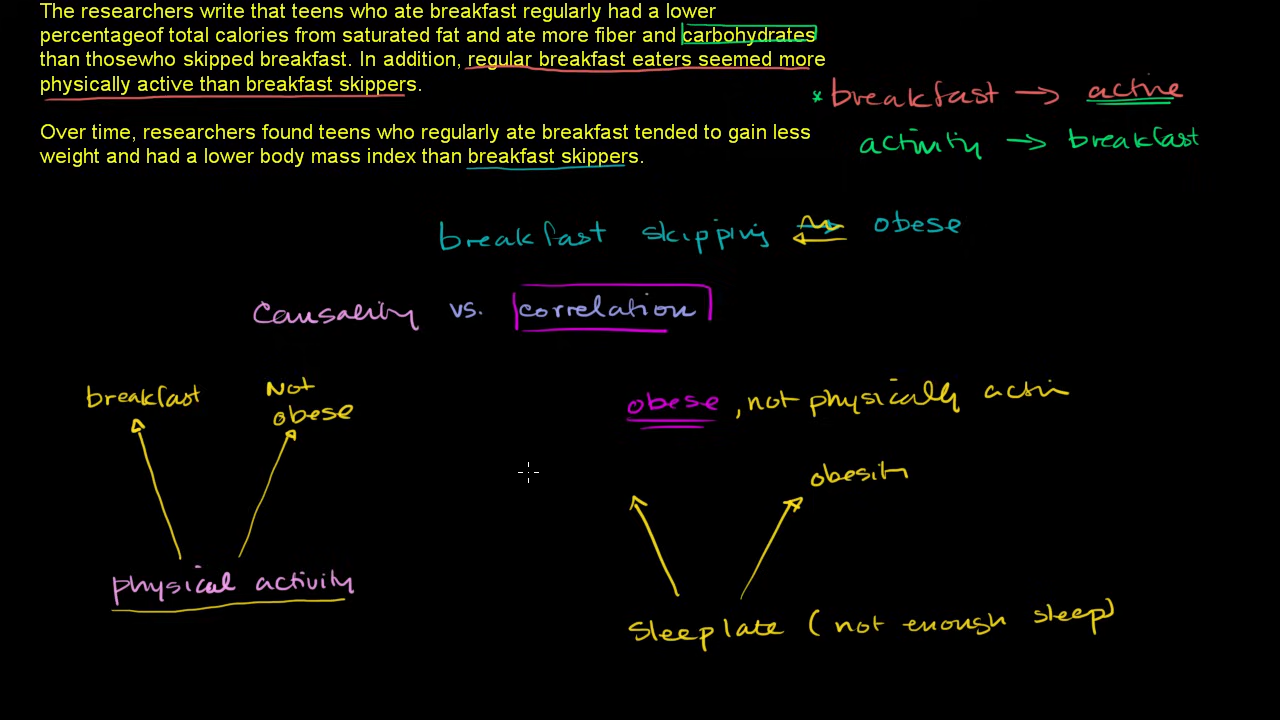 The researchers write that teens who ate breakfast regularly had a lower
percentageof total calories from saturated fat and ate more fiber and carbohydrates
than thosewho skipped breakfast. In addition, regular breakfast eaters seemed more
physically active than breakfast skippers.
* breakfast → active
Over time, researchers found teens who regularly ate breakfast tended to gain less
weight and had a lower body mass index than breakfast skippers.
activity → breakfast
breakfast skipping obese
Causality vs. correlation
breakfast
Not
obese
obese, not physically activ
obesity
physical activity
Sleep late (not enough sleep)